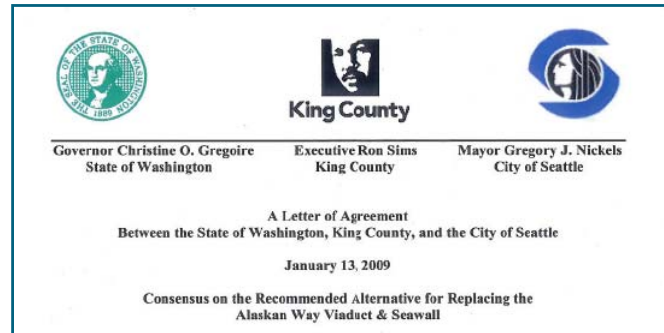 THE SEAL OF THE STATE OF WASHINGTON
1889
King County
Governor Christine O. Gregoire
State of Washington
Executive Ron Sims
King County
Mayor Gregory J. Nickels
City of Seattle
A Letter of Agreement
Between the State of Washington, King County, and the City of Seattle
January 13, 2009
Consensus on the Recommended Alternative for Replacing the
Alaskan Way Viaduct & Seawall